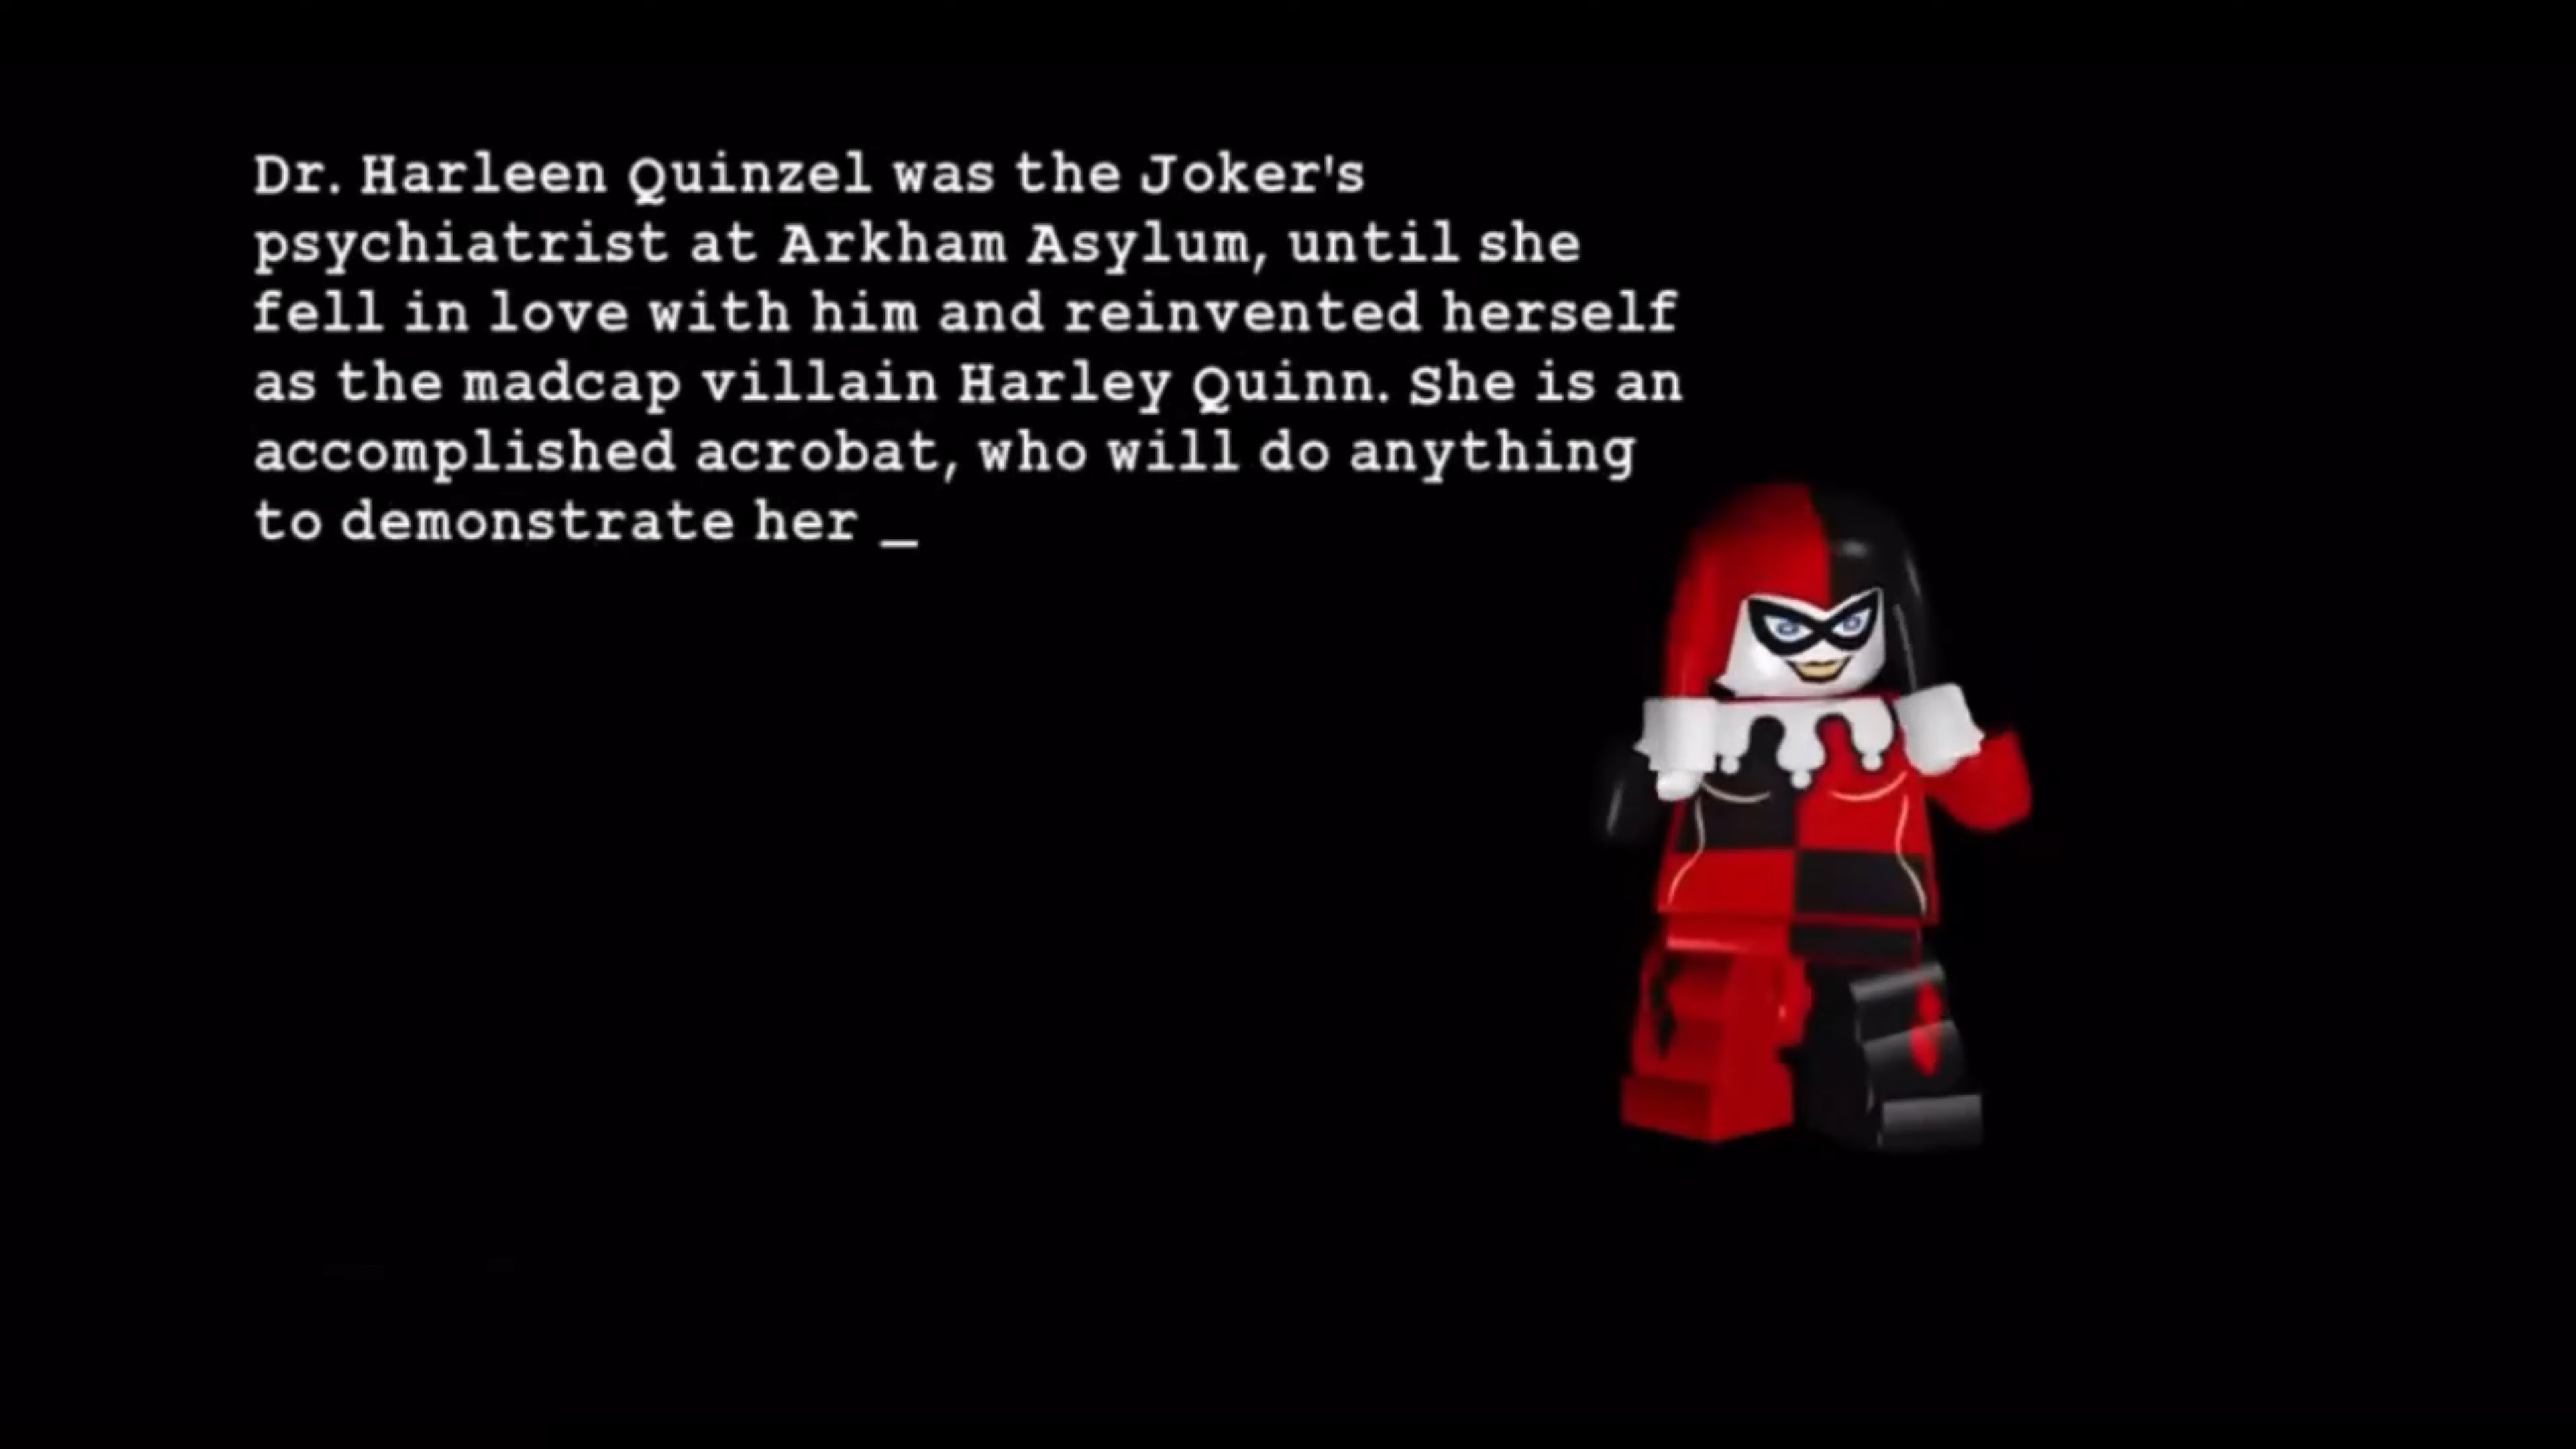 Dr. Harleen Quinzel was the Joker's
psychiatrist at Arkham Asylum, until she
fell in love with him and reinvented herself
as the madcap villain Harley Quinn. She is an
accomplished acrobat, who will do anything
to demonstrate her _